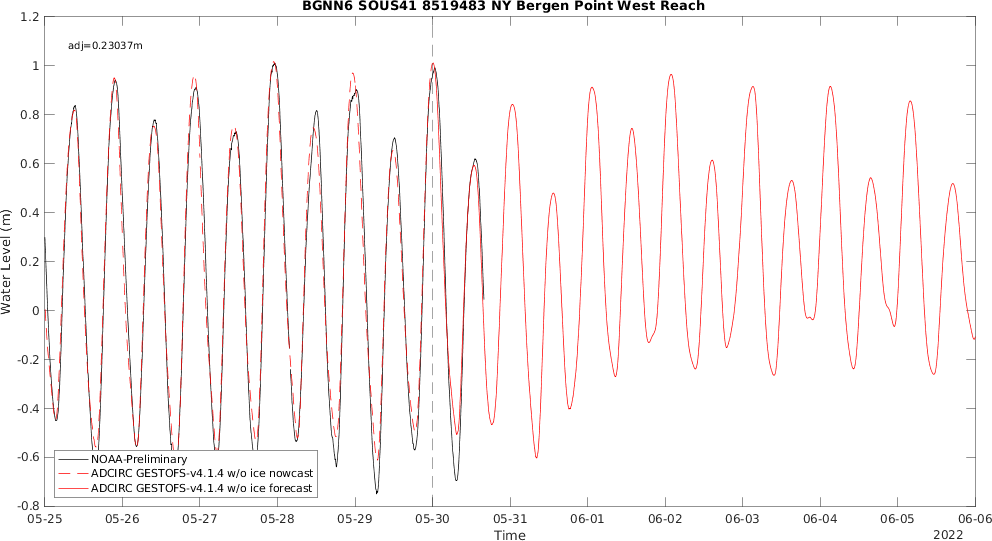 BGNN6 SOUS41 8519483 NY Bergen Point West Reach
1.2
adj=0.23037m
1
0.8
0.6
0.4
0.2
0
-0.2
-0.4
-0.6
-0.8
Water Level (m)
NOAA-Preliminary
ADCIRC GESTOFS-v4.1.4 w/o ice nowcast
ADCIRC GESTOFS-v4.1.4 w/o ice forecast
05-25 05-26 05-27 05-28 05-29 05-30 05-31 06-01 06-02 06-03 06-04 06-05 06-06
Time
2022